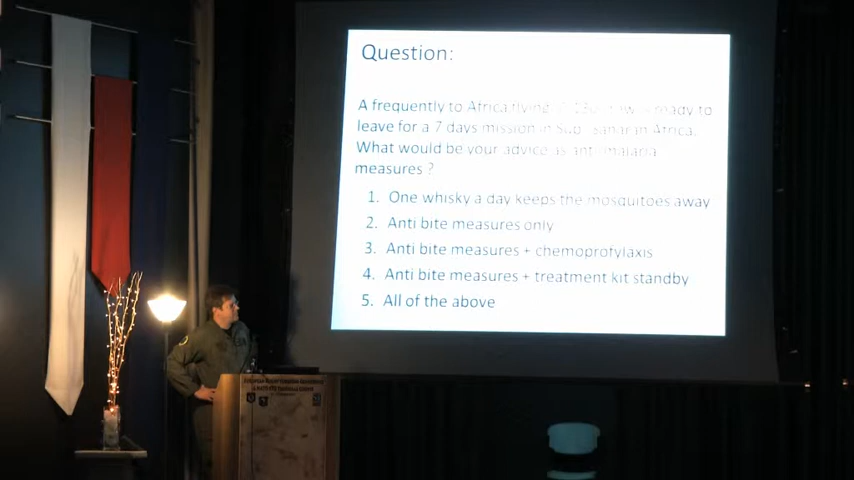 Question:
A frequently to Africa flying C-130 crew is ready to
leave for a 7 days mission in Sub-Saharan Africa.
What would be your advice as anti malaria
measures ?
1. One whisky a day keeps the mosquitoes away
2. Anti bite measures only
3. Anti bite measures + chemoprofylaxis
4. Anti bite measures + treatment kit standby
5. All of the above